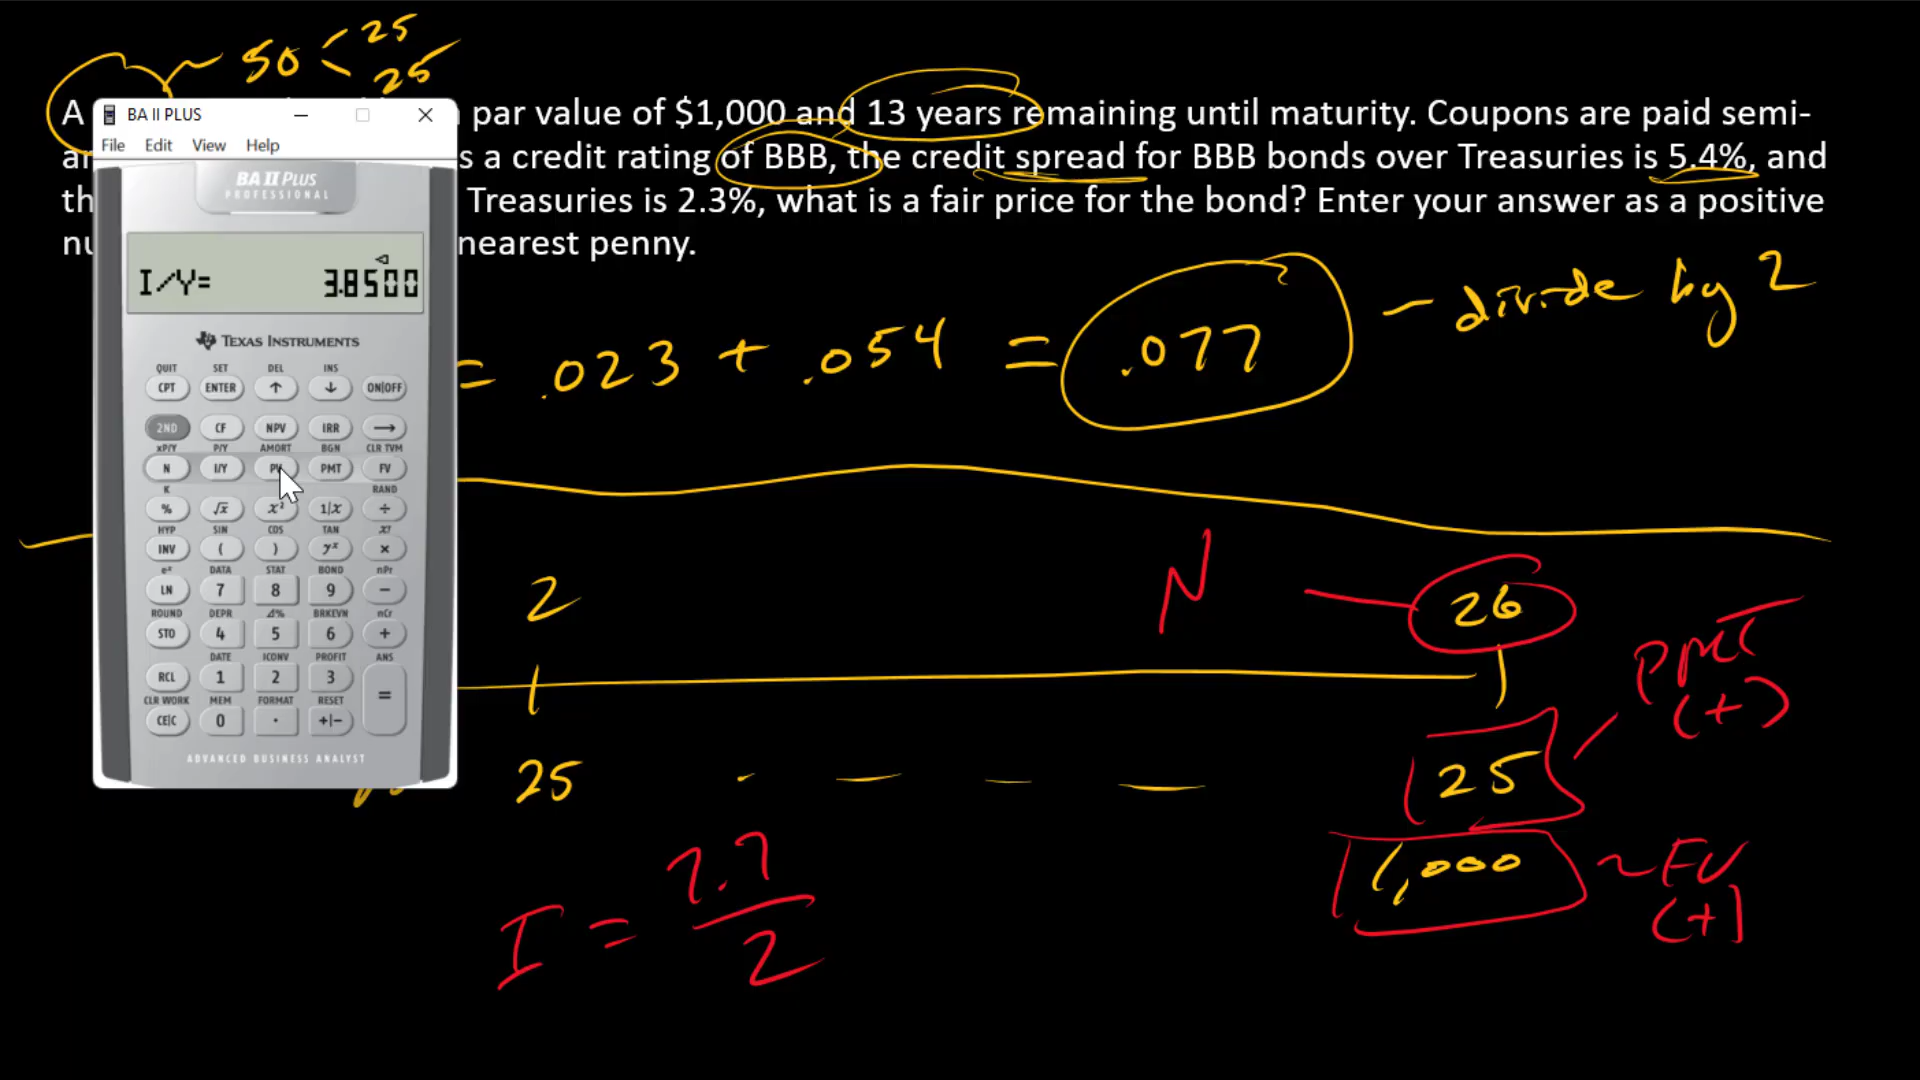 ~ 50 < 25
25
A par value of $1,000 and 13 years remaining until maturity. Coupons are paid semi-
an s a credit rating of BBB, the credit spread for BBB bonds over Treasuries is 5.4%, and
th Treasuries is 2.3%, what is a fair price for the bond? Enter your answer as a positive
nu nearest penny.
BA II PLUS
File Edit View Help
BA II PLUS
PROFESSIONAL
I/Y= 3.8500
TEXAS INSTRUMENTS
QUIT SET DEL INS
CPT ENTER ↑ ↓ ON|OFF
2ND CF NPV IRR →
xP/Y P/Y AMORT BGN CLR TVM
N I/Y PV PMT FV
K RAND
% √x x² 1/x ÷
HYP SIN COS TAN x!
INV ( ) yˣ ×
eˣ DATA STAT BOND nPr
LN 7 8 9 −
ROUND DEPR Δ% BRKEVN nCr
STO 4 5 6 +
DATE ICONV PROFIT ANS
RCL 1 2 3 =
CLR WORK MEM FORMAT RESET
CE|C 0 . +|−
ADVANCED BUSINESS ANALYST
= .023 + .054 = .077 - divide by 2
2 N - 26
25 - - - - 25 PMT
(+)
1,000 ~ FV
(+)
I = 7.7
2